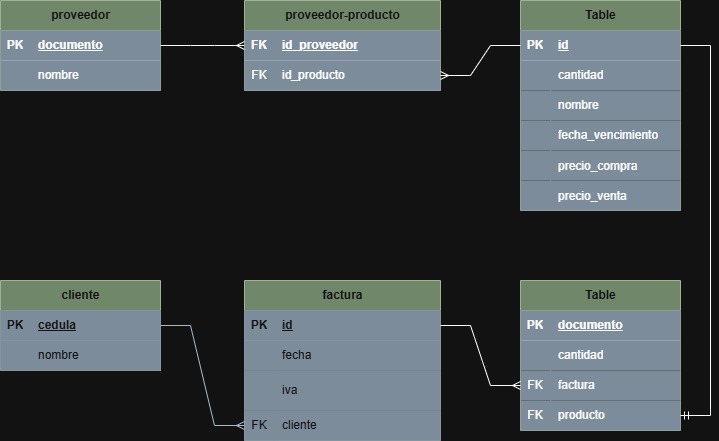 proveedor
PK documento
nombre
proveedor-producto
FK id_proveedor
FK id_producto
Table
PK id
cantidad
nombre
fecha_vencimiento
precio_compra
precio_venta
cliente
PK cedula
nombre
factura
PK id
fecha
iva
FK cliente
Table
PK documento
cantidad
FK factura
FK producto